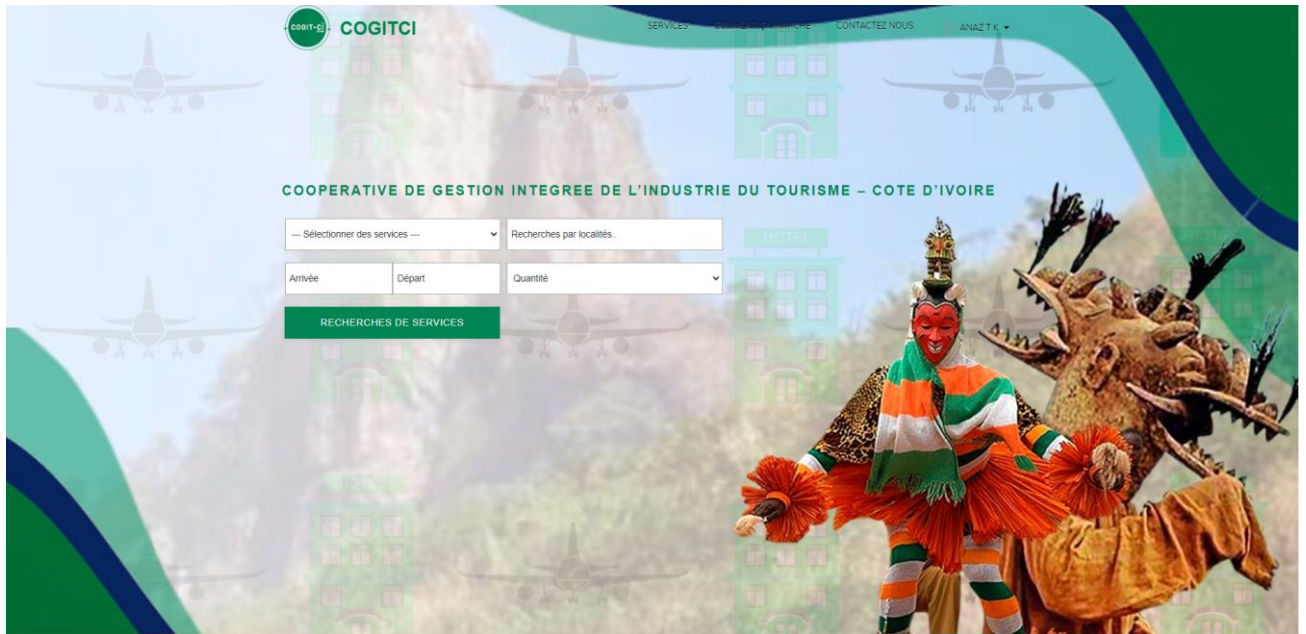 COGIT-CI
COGITCI
SERVICES
CONTACTEZ NOUS
ANAZ T.K
COOPERATIVE DE GESTION INTEGREE DE L'INDUSTRIE DU TOURISME – COTE D'IVOIRE
--- Sélectionner des services ---
Recherches par localités..
Arrivée
Départ
Quantité
HOTEL
HOTEL
RECHERCHES DE SERVICES